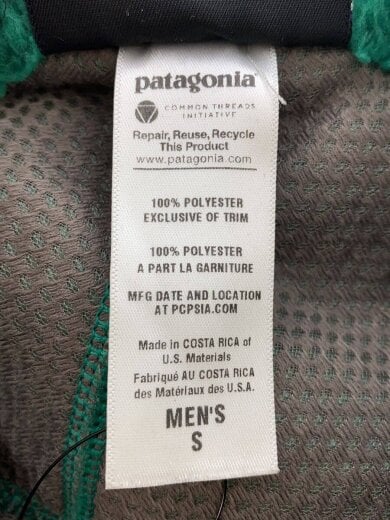 patagonia®
COMMON THREADS
INITIATIVE
Repair, Reuse, Recycle
This Product
www.patagonia.com
100% POLYESTER
EXCLUSIVE OF TRIM
100% POLYESTER
A PART LA GARNITURE
MFG DATE AND LOCATION
AT PCPSIA.COM
Made in COSTA RICA of
U.S. Materials
Fabriqué AU COSTA RICA
des Matériaux des U.S.A.
MEN'S
S